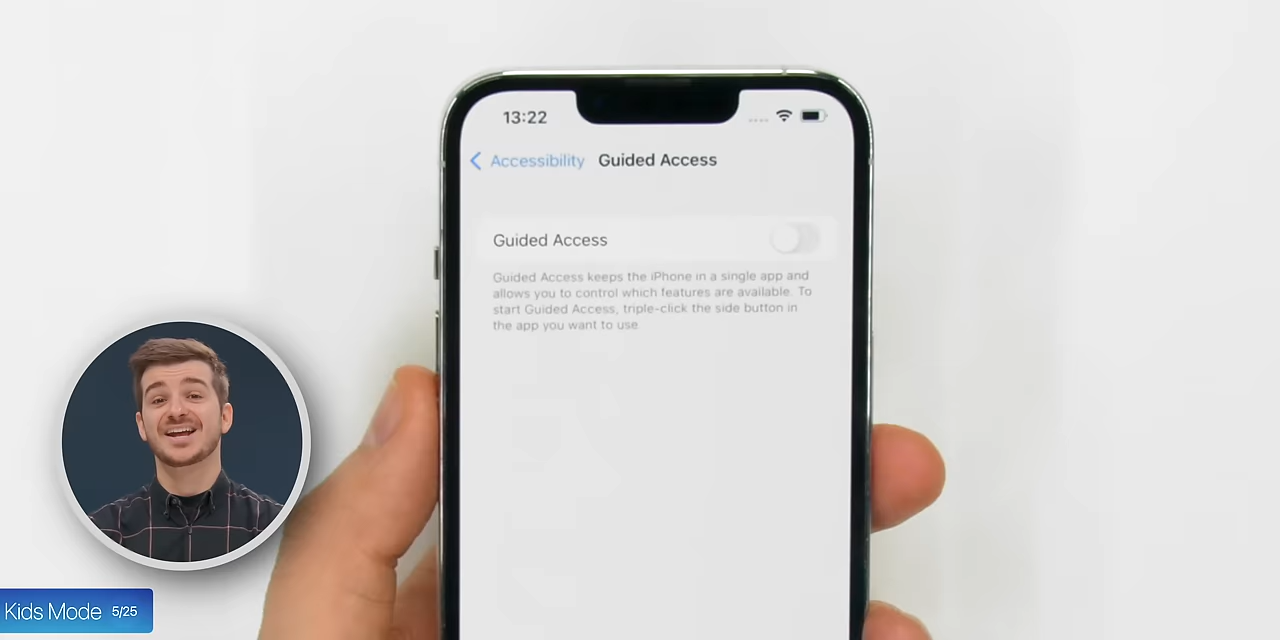 13:22
Accessibility Guided Access
Guided Access
Guided Access keeps the iPhone in a single app and
allows you to control which features are available. To
start Guided Access, triple-click the side button in
the app you want to use
Kids Mode 5/25